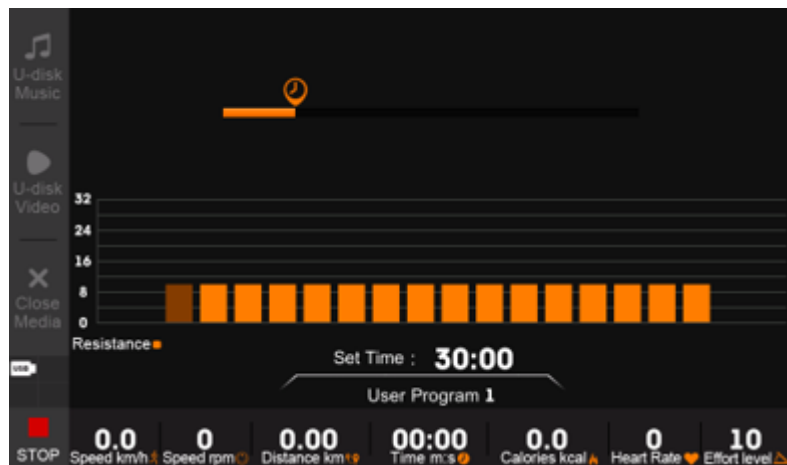 U-disk
Music
U-disk
Video
Close
Media
USB
STOP
32
24
16
8
0
Resistance
Set Time : 30:00
User Program 1
0.0
Speed km/h
0
Speed rpm
0.00
Distance km
00:00
Time m:s
0.0
Calories kcal
0
Heart Rate
10
Effort level